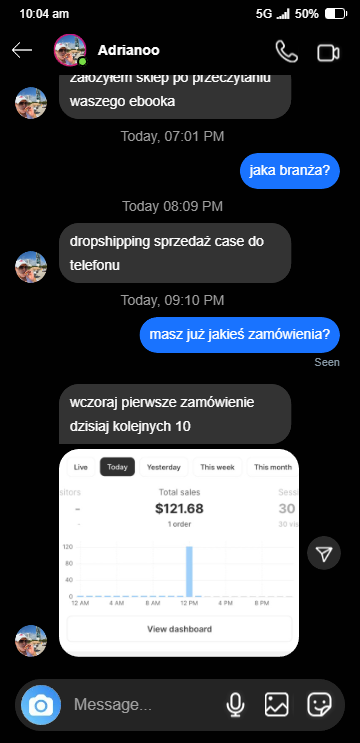 10:04 am 5G 50%
Adrianoo
założyłem sklep po przeczytaniu
waszego ebooka
Today, 07:01 PM
jaka branża?
Today 08:09 PM
dropshipping sprzedaż case do
telefonu
Today, 09:10 PM
masz już jakieś zamówienia?
Seen
wczoraj pierwsze zamówienie
dzisiaj kolejnych 10
Live Today Yesterday This week This month
sitors Total sales Sess
- $121.68 30
- 1 order 30 vis
120
80
40
0
12 AM 4 AM 8 AM 12 PM 4 PM 8 PM
View dashboard
Message...